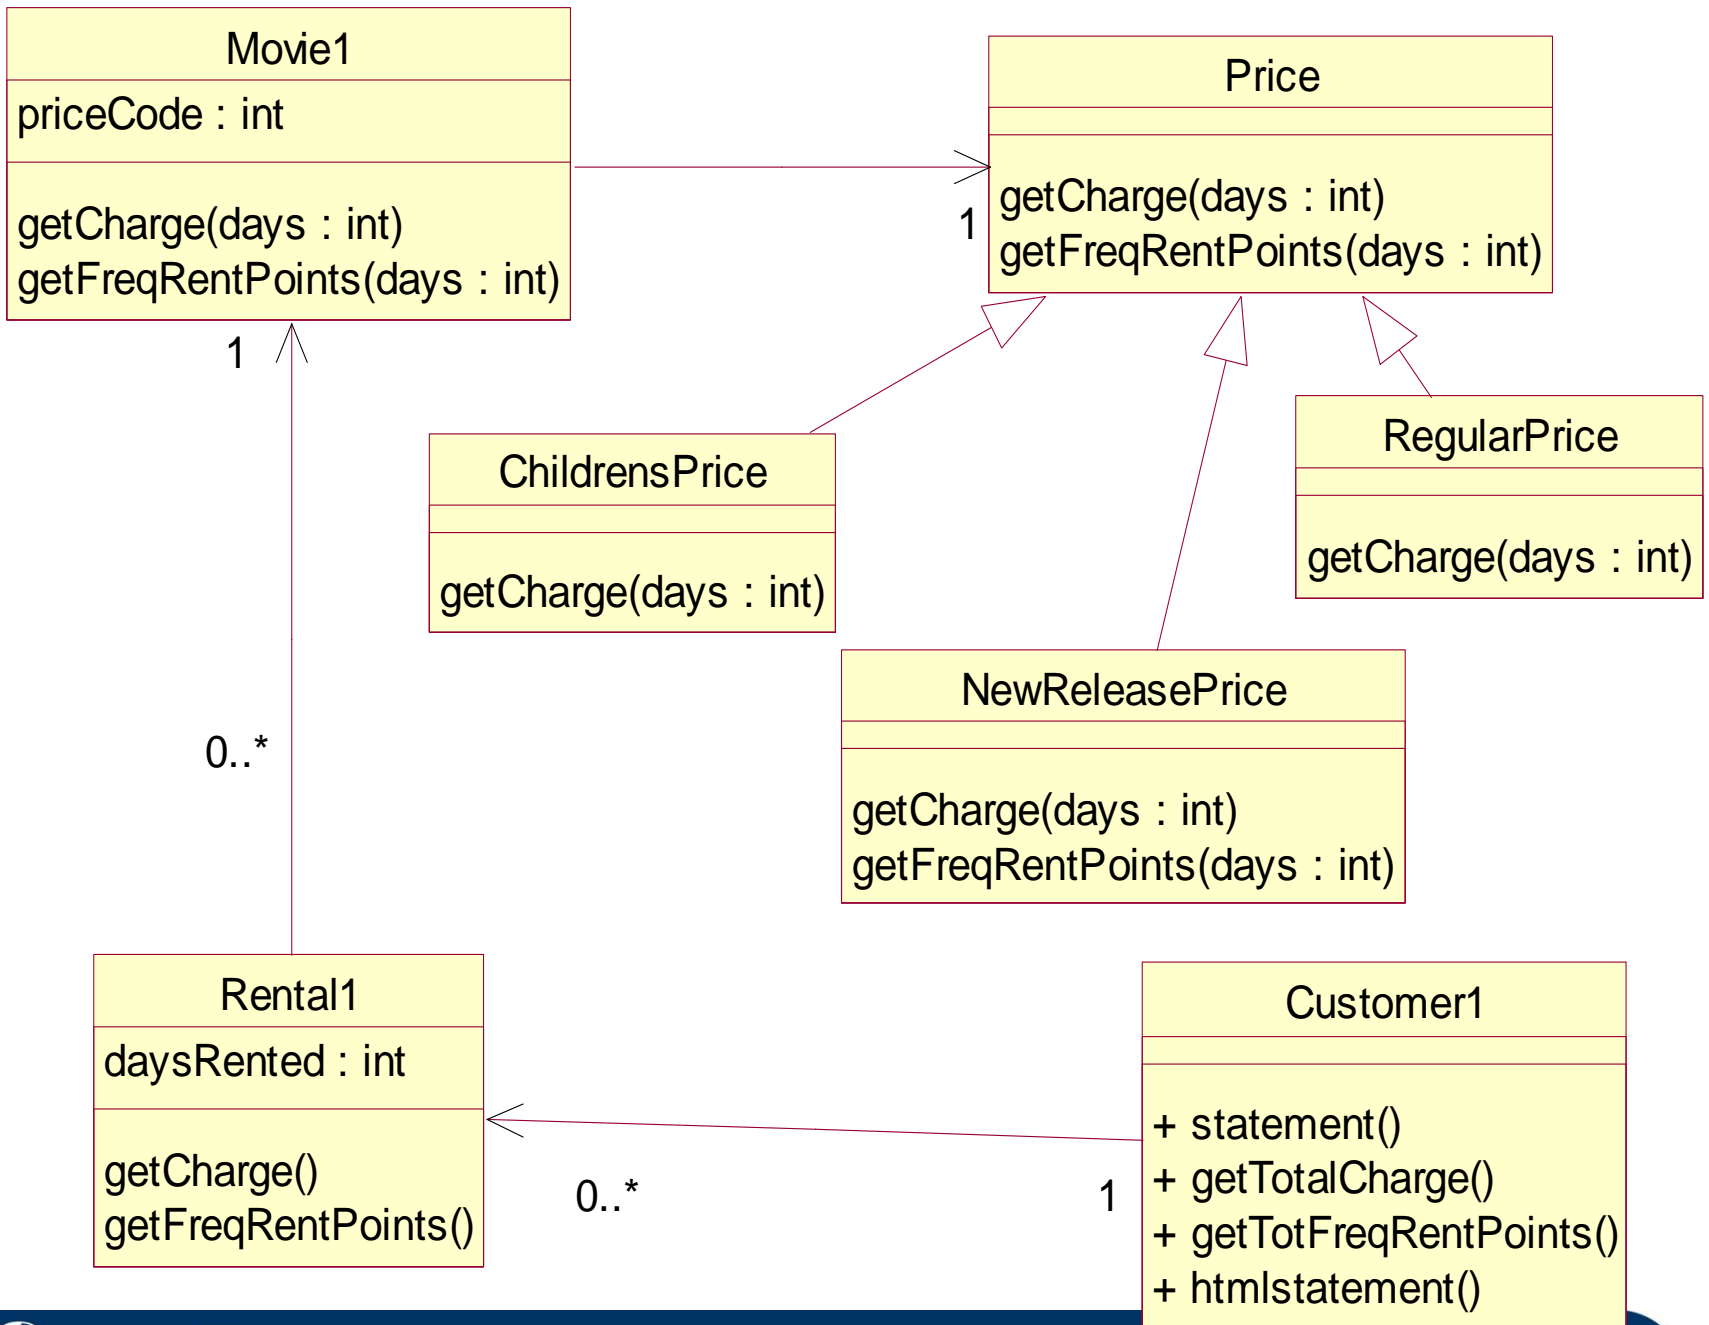 Movie1
priceCode : int
getCharge(days : int)
getFreqRentPoints(days : int)
1
Price
getCharge(days : int)
getFreqRentPoints(days : int)
1
ChildrensPrice
getCharge(days : int)
RegularPrice
getCharge(days : int)
NewReleasePrice
getCharge(days : int)
getFreqRentPoints(days : int)
0..*
Rental1
daysRented : int
getCharge()
getFreqRentPoints()
0..*
1
Customer1
+ statement()
+ getTotalCharge()
+ getTotFreqRentPoints()
+ htmlstatement()